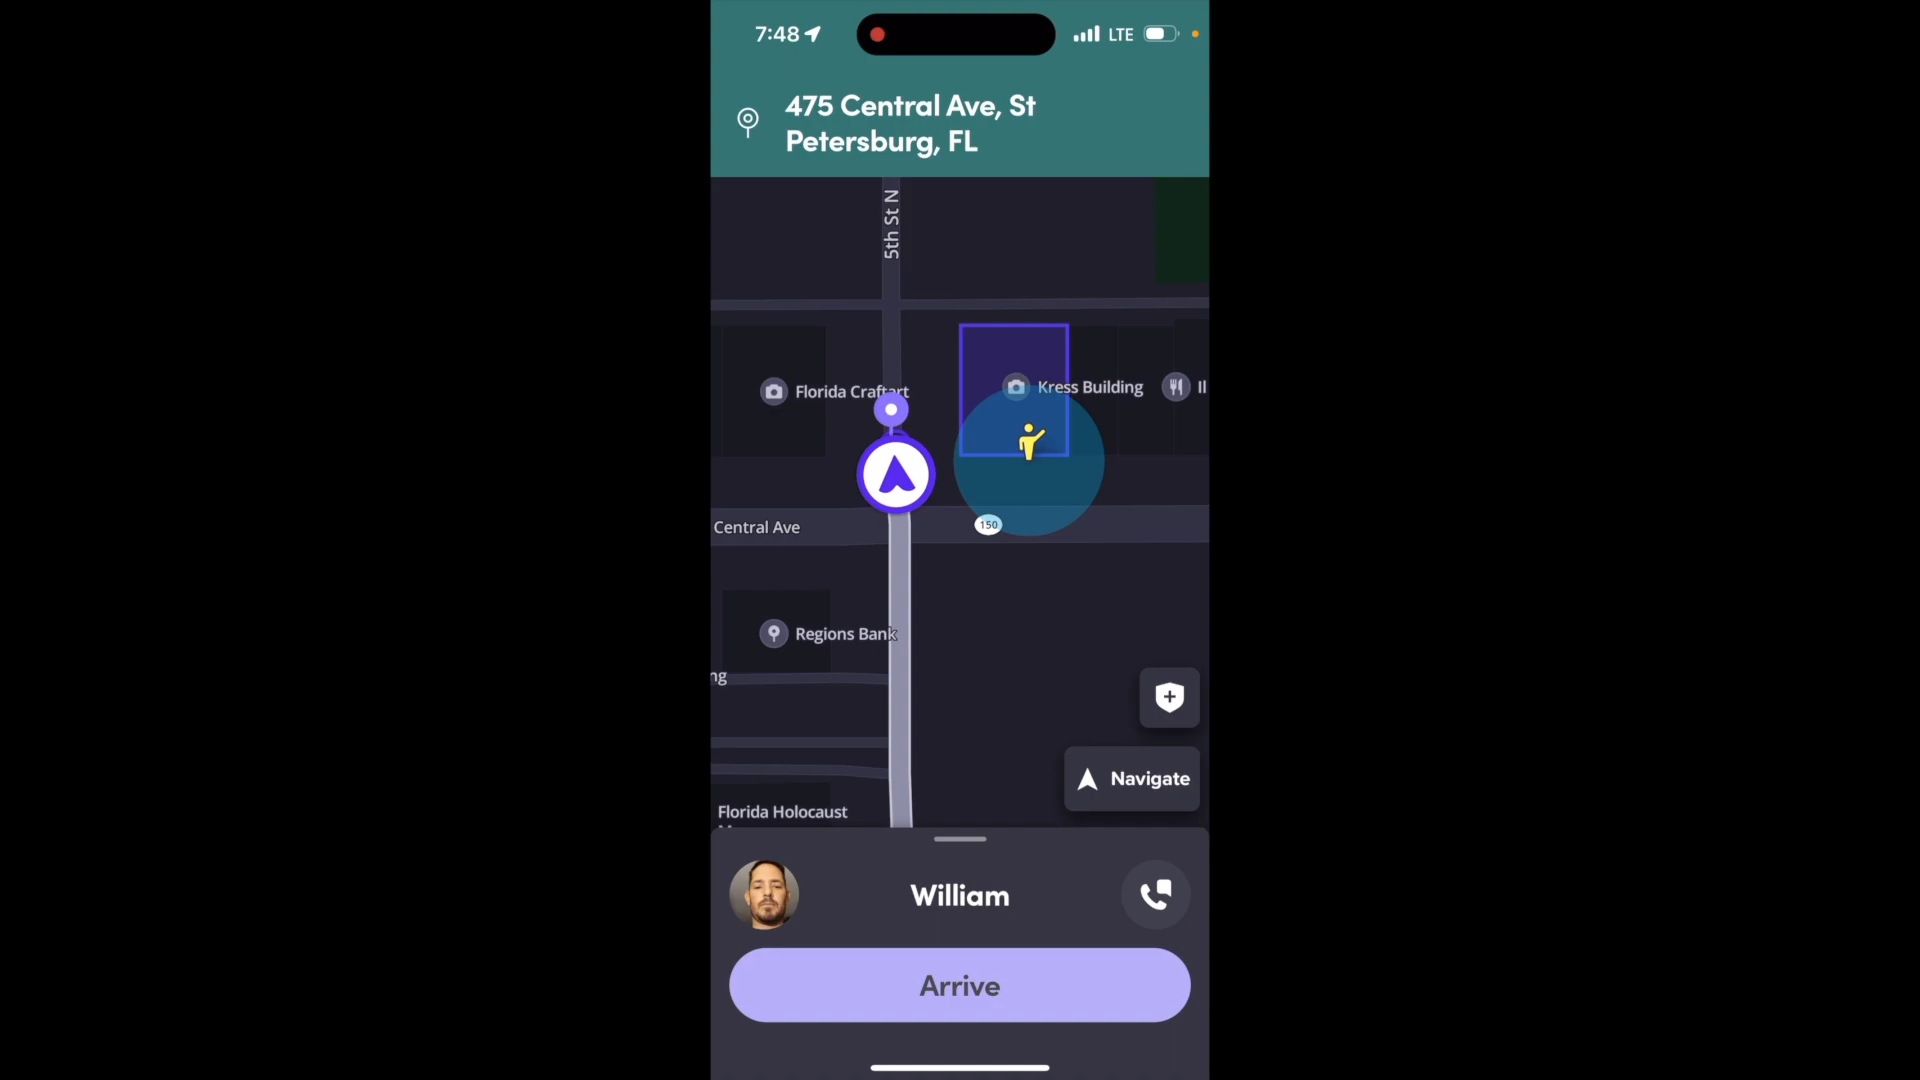 7:48
LTE
475 Central Ave, St
Petersburg, FL
5th St N
Florida Craftart
Kress Building
Il
150
Central Ave
Regions Bank
ng
Navigate
Florida Holocaust
William
Arrive